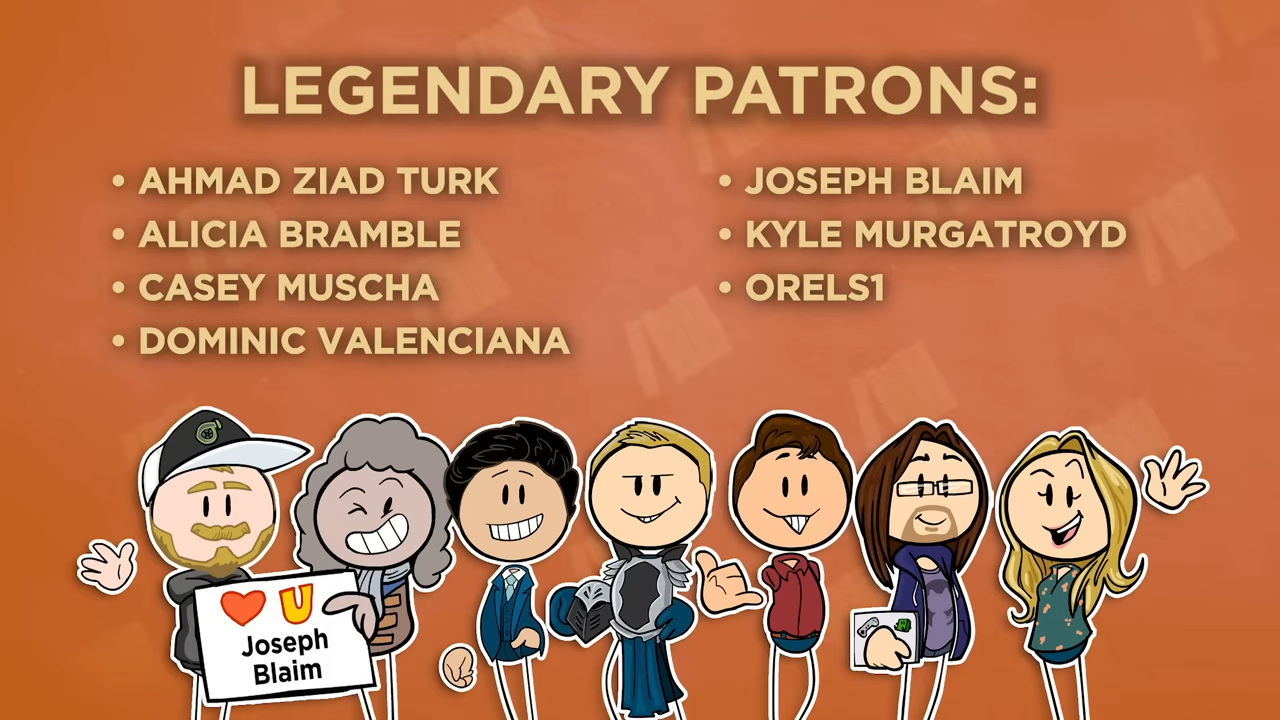 LEGENDARY PATRONS:
• AHMAD ZIAD TURK
• ALICIA BRAMBLE
• CASEY MUSCHA
• DOMINIC VALENCIANA
• JOSEPH BLAIM
• KYLE MURGATROYD
• ORELS1
❤ U
Joseph
Blaim